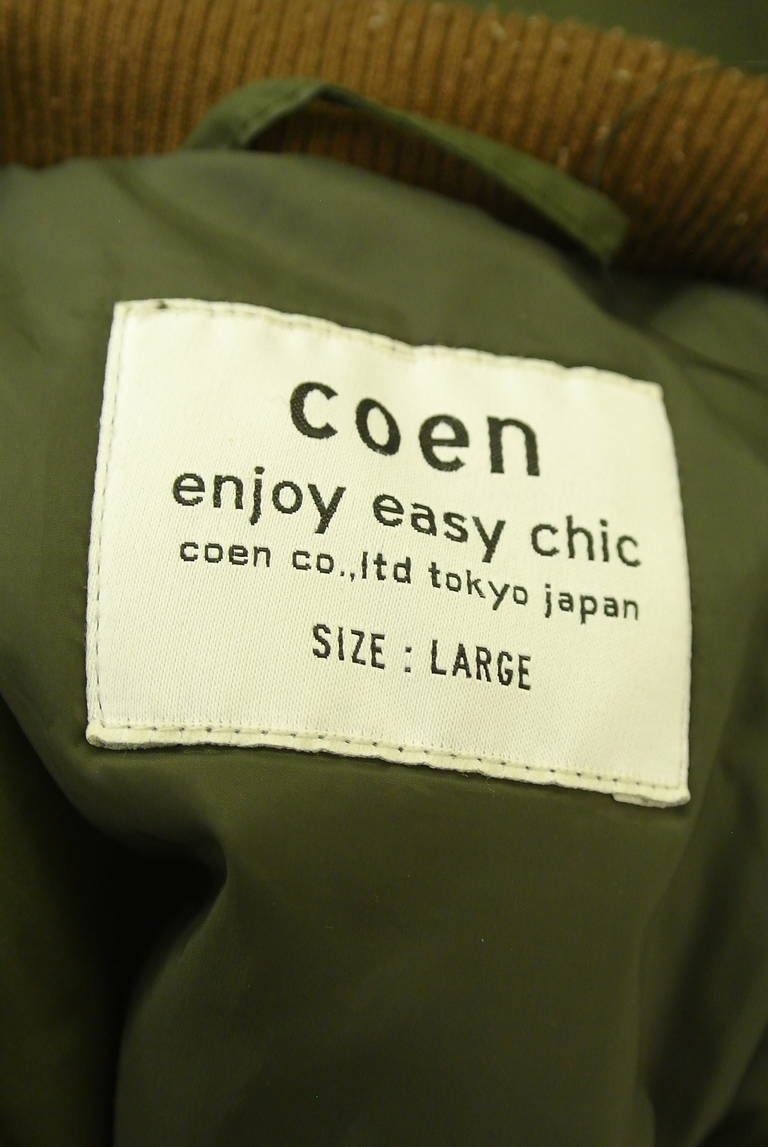 coen
enjoy easy chic
coen co.,ltd tokyo japan
SIZE : LARGE